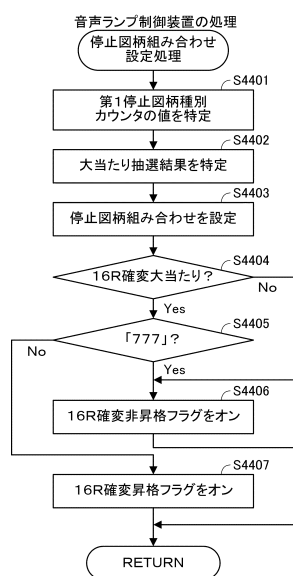 音声ランプ制御装置の処理
停止図柄組み合わせ
設定処理
S4401
第1停止図柄種別
カウンタの値を特定
S4402
大当たり抽選結果を特定
S4403
停止図柄組み合わせを設定
S4404
16R確変大当たり？
No
Yes
S4405
「777」？
No
Yes
S4406
16R確変非昇格フラグをオン
S4407
16R確変昇格フラグをオン
RETURN